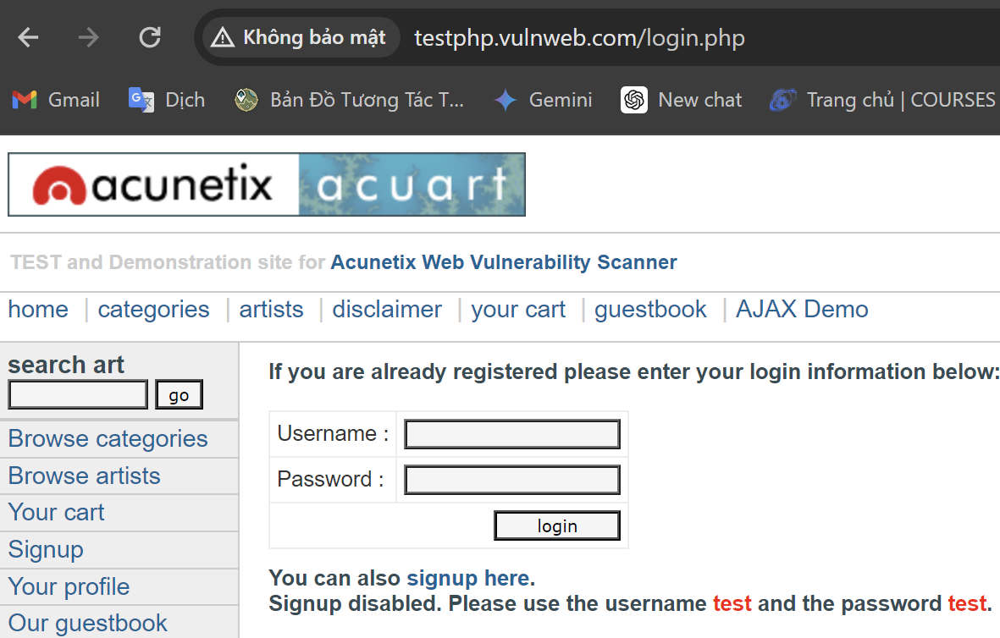 Không bảo mật testphp.vulnweb.com/login.php
Gmail Dịch Bản Đồ Tương Tác T... Gemini New chat Trang chủ | COURSES
acunetix acuart
TEST and Demonstration site for Acunetix Web Vulnerability Scanner
home | categories | artists | disclaimer | your cart | guestbook | AJAX Demo
search art
go
Browse categories
Browse artists
Your cart
Signup
Your profile
Our guestbook
If you are already registered please enter your login information below:
Username :
Password :
login
You can also signup here.
Signup disabled. Please use the username test and the password test.